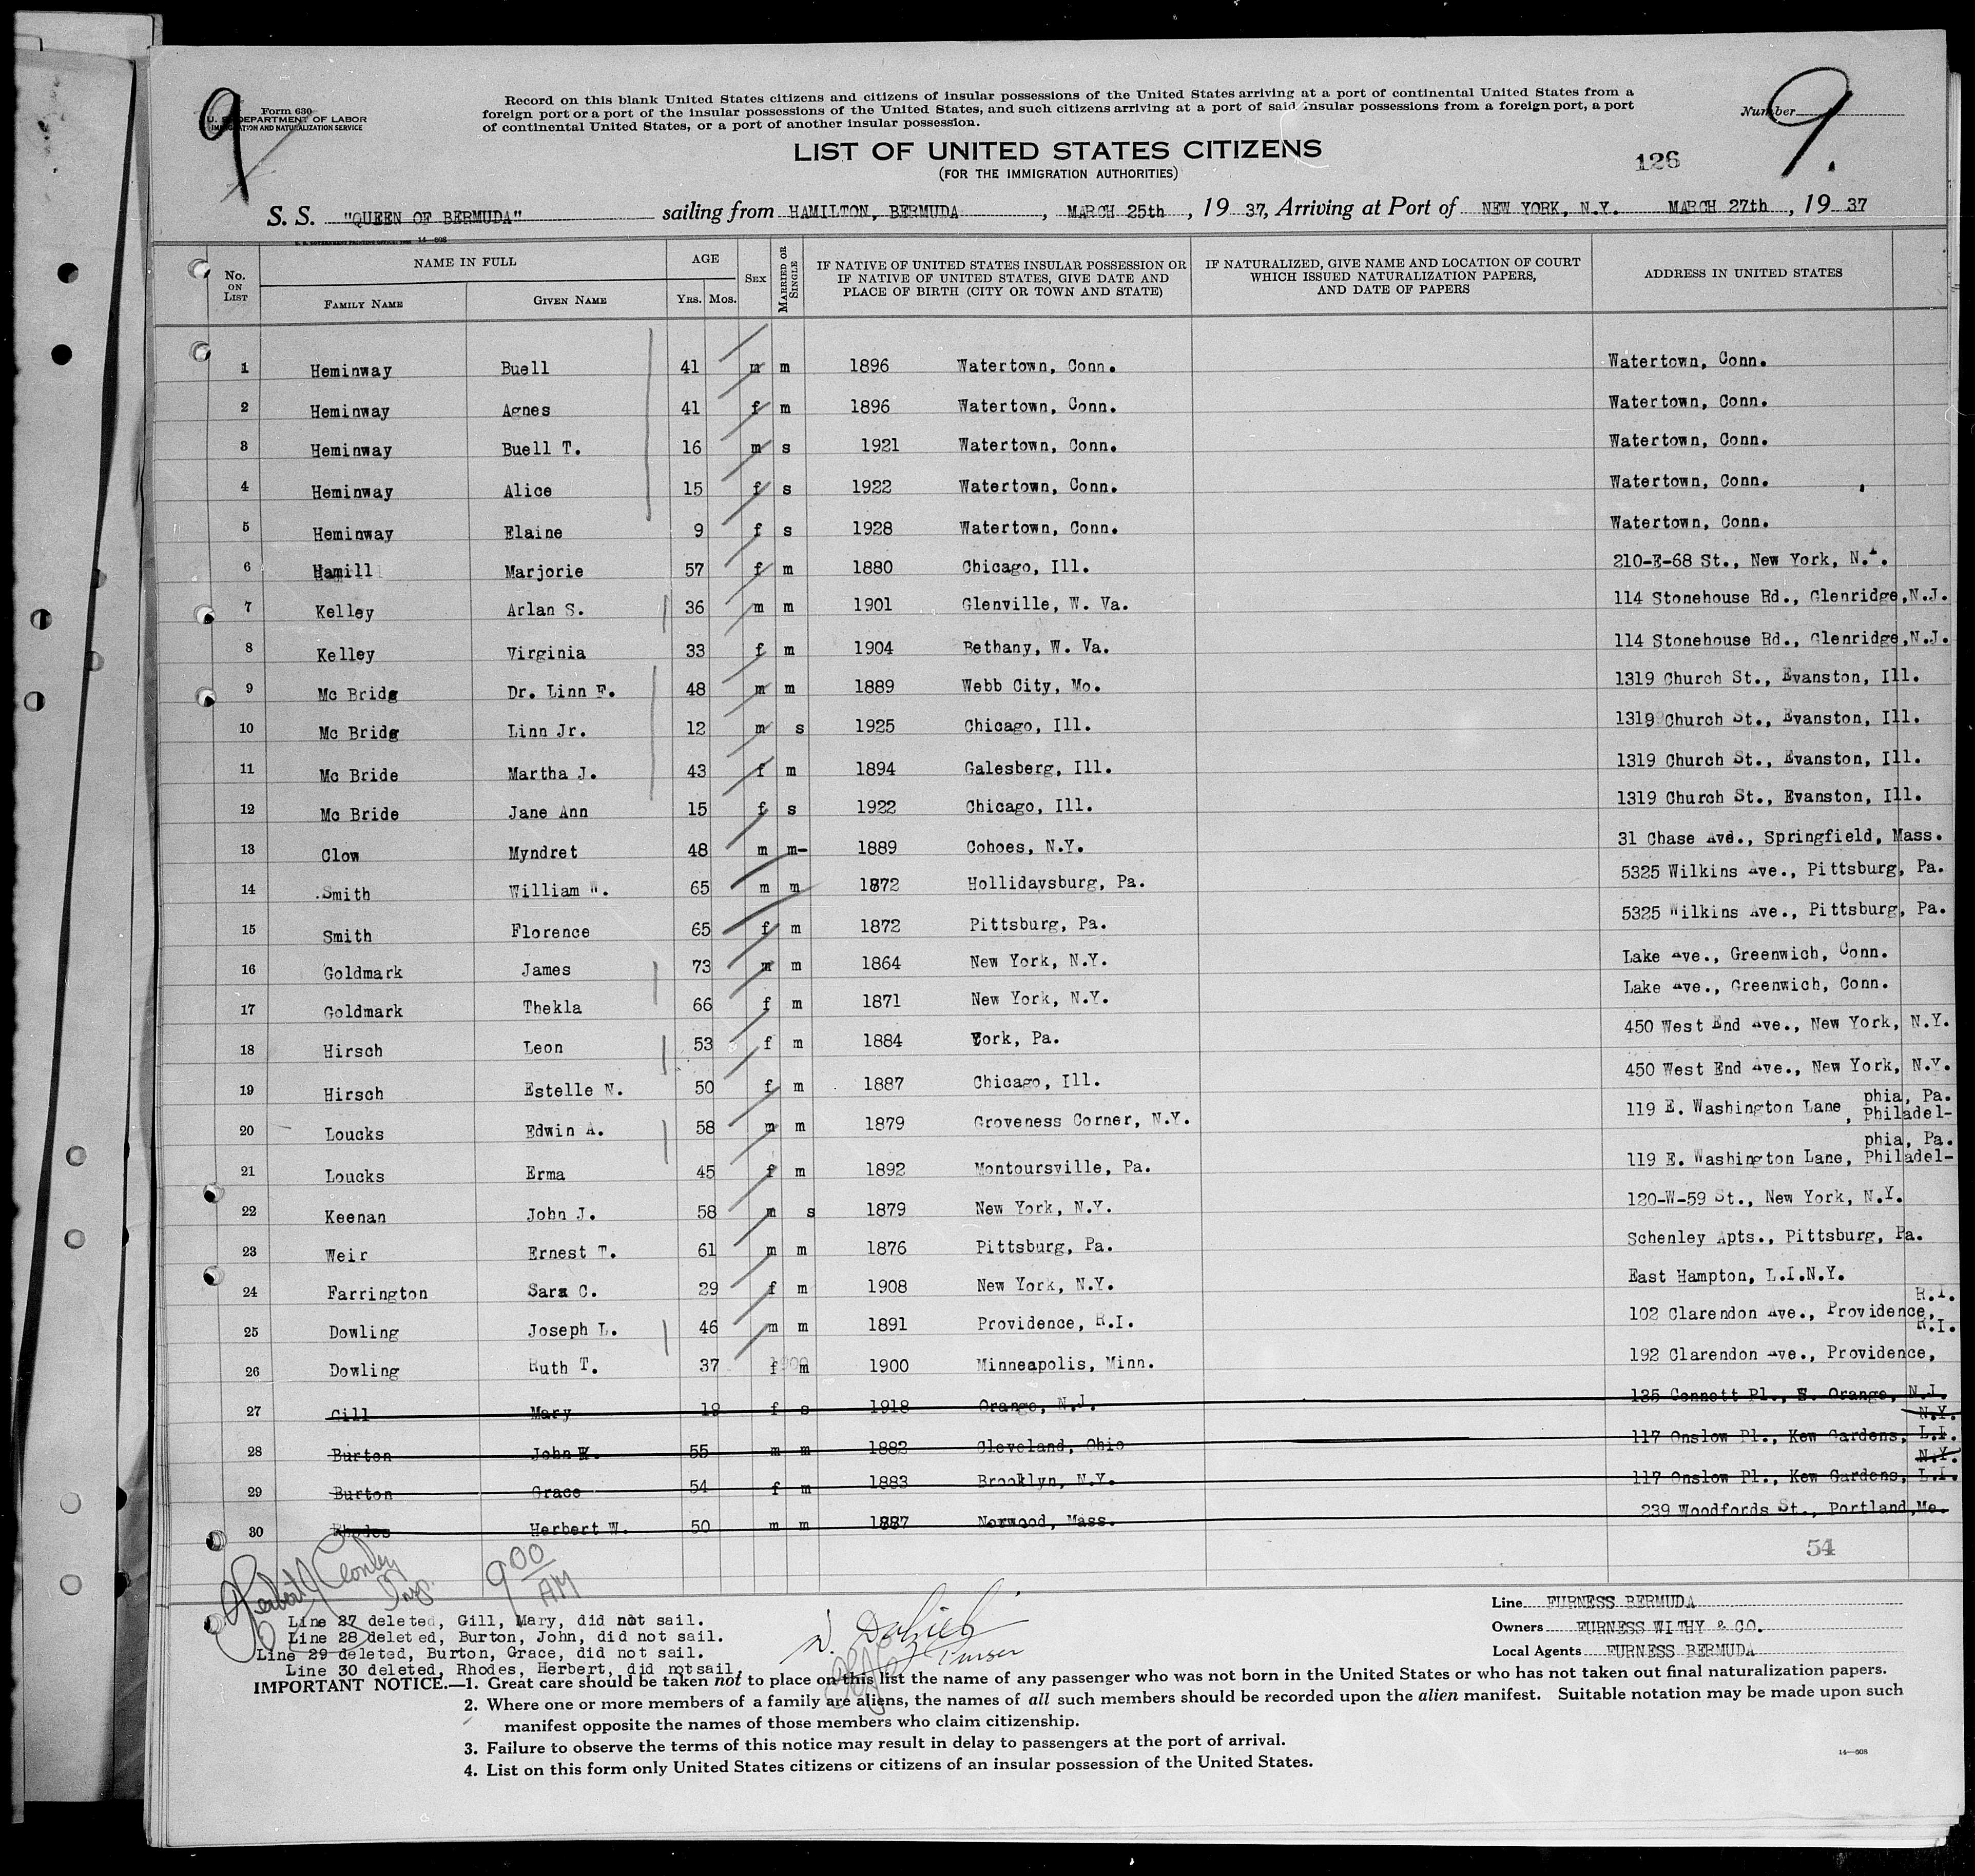 9
Form 630
U. S. DEPARTMENT OF LABOR
IMMIGRATION AND NATURALIZATION SERVICE
Record on this blank United States citizens and citizens of insular possessions of the United States arriving at a port of continental United States from a
foreign port or a port of the insular possessions of the United States, and such citizens arriving at a port of said insular possessions from a foreign port, a port
of continental United States, or a port of another insular possession.
Number 9.
LIST OF UNITED STATES CITIZENS
(FOR THE IMMIGRATION AUTHORITIES)
126
S. S. "QUEEN OF BERMUDA" sailing from HAMILTON, BERMUDA, MARCH 25th, 19 37, Arriving at Port of NEW YORK, N.Y. MARCH 27th, 19 37
14-608
No. ON LIST NAME IN FULL AGE SEX MARRIED OR SINGLE IF NATIVE OF UNITED STATES INSULAR POSSESSION OR IF NATIVE OF UNITED STATES, GIVE DATE AND PLACE OF BIRTH (CITY OR TOWN AND STATE) IF NATURALIZED, GIVE NAME AND LOCATION OF COURT WHICH ISSUED NATURALIZATION PAPERS, AND DATE OF PAPERS ADDRESS IN UNITED STATES
FAMILY NAME GIVEN NAME YRS. MOS.
1 Heminway Buell 41 m m 1896 Watertown, Conn. Watertown, Conn.
2 Heminway Agnes 41 f m 1896 Watertown, Conn. Watertown, Conn.
3 Heminway Buell T. 16 m s 1921 Watertown, Conn. Watertown, Conn.
4 Heminway Alice 15 f s 1922 Watertown, Conn. Watertown, Conn.
5 Heminway Elaine 9 f s 1928 Watertown, Conn. Watertown, Conn.
6 Hamill Marjorie 57 f m 1880 Chicago, Ill. 210-E-68 St., New York, N.Y.
7 Kelley Arlan S. 36 m m 1901 Glenville, W. Va. 114 Stonehouse Rd., Glenridge,N.J.
8 Kelley Virginia 33 f m 1904 Bethany, W. Va. 114 Stonehouse Rd., Glenridge,N.J.
9 Mc Bride Dr. Linn F. 48 m m 1889 Webb City, Mo. 1319 Church St., Evanston, Ill.
10 Mc Bride Linn Jr. 12 m s 1925 Chicago, Ill. 1319 Church St., Evanston, Ill.
11 Mc Bride Martha J. 43 f m 1894 Galesberg, Ill. 1319 Church St., Evanston, Ill.
12 Mc Bride Jane Ann 15 f s 1922 Chicago, Ill. 1319 Church St., Evanston, Ill.
13 Clow Myndret 48 m m- 1889 Cohoes, N.Y. 31 Chase Ave., Springfield, Mass.
14 Smith William W. 65 m m 1872 Hollidaysburg, Pa. 5325 Wilkins Ave., Pittsburg, Pa.
15 Smith Florence 65 f m 1872 Pittsburg, Pa. 5325 Wilkins Ave., Pittsburg, Pa.
16 Goldmark James 73 m m 1864 New York, N.Y. Lake Ave., Greenwich, Conn.
17 Goldmark Thekla 66 f m 1871 New York, N.Y. Lake Ave., Greenwich, Conn.
18 Hirsch Leon 53 f m 1884 York, Pa. 450 West End Ave., New York, N.Y.
19 Hirsch Estelle N. 50 f m 1887 Chicago, Ill. 450 West End Ave., New York, N.Y.
20 Loucks Edwin A. 58 m m 1879 Groveness Corner, N.Y. 119 E. Washington Lane, Philadel-phia, Pa.
21 Loucks Erma 45 f m 1892 Montoursville, Pa. 119 E. Washington Lane, Philadel-phia, Pa.
22 Keenan John J. 58 m s 1879 New York, N.Y. 120-W-59 St., New York, N.Y.
23 Weir Ernest T. 61 m m 1876 Pittsburg, Pa. Schenley Apts., Pittsburg, Pa.
24 Farrington Sara C. 29 f m 1908 New York, N.Y. East Hampton, L.I.N.Y.
25 Dowling Joseph L. 46 m m 1891 Providence, R.I. 102 Clarendon Ave., Providence, R.I.
26 Dowling Ruth T. 37 f m 1900 Minneapolis, Minn. 192 Clarendon Ave., Providence, R.I.
27 Gill Mary 19 f s 1918 Orange, N.J. 135 Connett Pl., S. Orange, N.J.
28 Burton John 55 m m 1882 Cleveland, Ohio 117 Onslow Pl., Kew Gardens, L.I. N.Y.
29 Burton Grace 54 f m 1883 Brooklyn, N.Y. 117 Onslow Pl., Kew Gardens, L.I. N.Y.
30 Rhodes Herbert W. 50 m m 1887 Norwood, Mass. 239 Woodfords St., Portland,Me.
54
9 00 AM
Insp.
Line 27 deleted, Gill, Mary, did not sail.
Line 28 deleted, Burton, John, did not sail.
Line 29 deleted, Burton, Grace, did not sail.
Line 30 deleted, Rhodes, Herbert, did not sail.
Purser
Line FURNESS BERMUDA
Owners FURNESS WITHY & CO.
Local Agents FURNESS BERMUDA
IMPORTANT NOTICE.—1. Great care should be taken not to place on this list the name of any passenger who was not born in the United States or who has not taken out final naturalization papers.
2. Where one or more members of a family are aliens, the names of all such members should be recorded upon the alien manifest. Suitable notation may be made upon such
manifest opposite the names of those members who claim citizenship.
3. Failure to observe the terms of this notice may result in delay to passengers at the port of arrival.
4. List on this form only United States citizens or citizens of an insular possession of the United States.
14-608